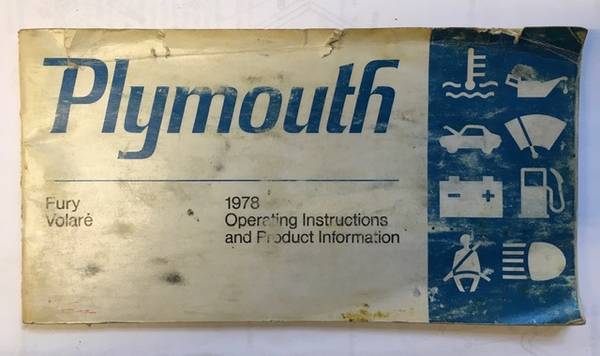 Plymouth
Fury
Volaré
1978
Operating Instructions
and Product Information